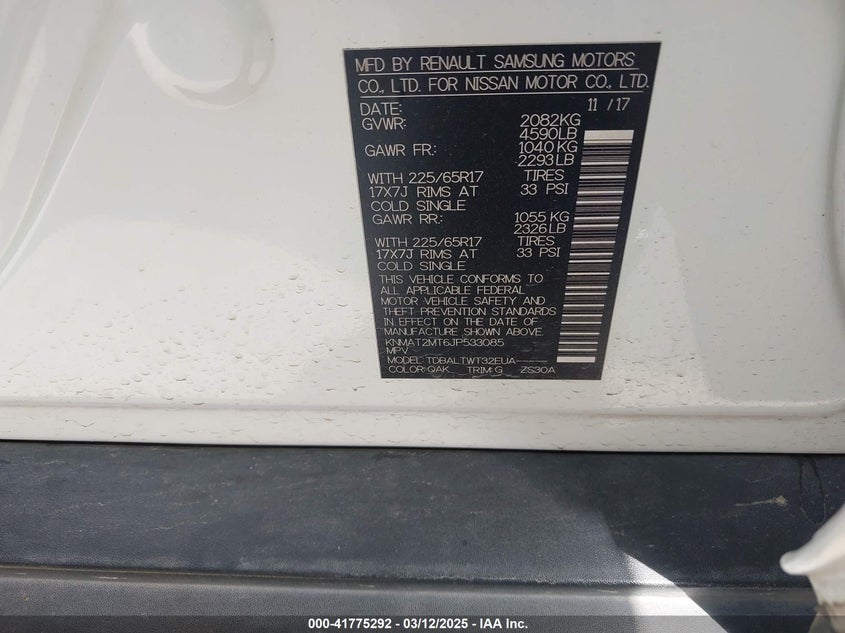 MFD BY RENAULT SAMSUNG MOTORS
CO., LTD. FOR NISSAN MOTOR CO., LTD.
DATE: 11 / 17
GVWR: 2082KG
4590LB
GAWR FR.: 1040 KG
2293 LB
WITH 225/65R17 TIRES
17X7J RIMS AT 33 PSI
COLD SINGLE
GAWR RR.: 1055 KG
2326 LB
WITH 225/65R17 TIRES
17X7J RIMS AT 33 PSI
COLD SINGLE
THIS VEHICLE CONFORMS TO
ALL APPLICABLE FEDERAL
MOTOR VEHICLE SAFETY AND
THEFT PREVENTION STANDARDS
IN EFFECT ON THE DATE OF
MANUFACTURE SHOWN ABOVE.
KNMAT2MT6JP533085
MPV
MODEL: TDBALTWT32EUA-----
COLOR: QAK TRIM: G ZS30A
000-41775292 - 03/12/2025 - IAA Inc.